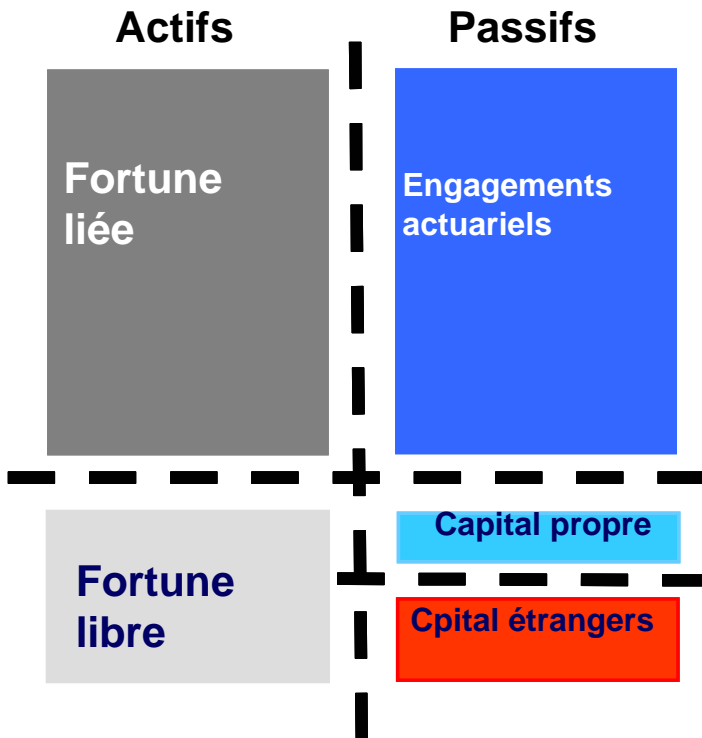 Actifs
Passifs
Fortune
liée
Engagements
actuariels
Fortune
libre
Capital propre
Cpital étrangers